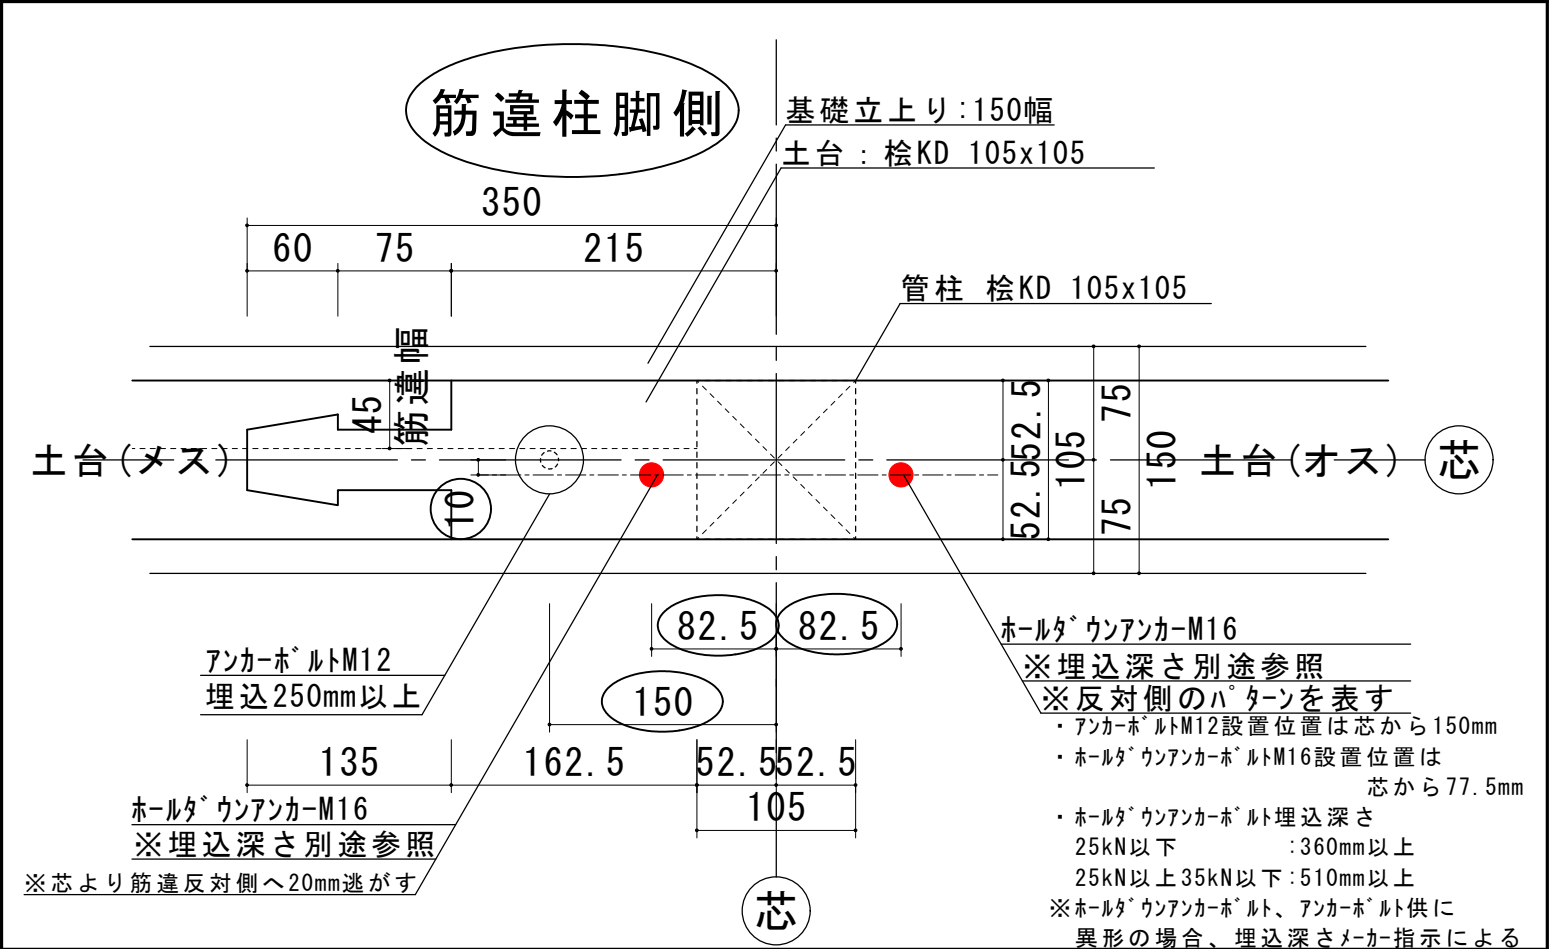 筋違柱脚側
基礎立上り:150幅
土台:桧KD 105x105
350
60
75
215
管柱 桧KD 105x105
45
筋違幅
土台(メス)
10
52.5
52.5
105
75
75
150
土台(オス)
芯
82.5
82.5
150
アンカーボルトM12
埋込250mm以上
ホールダウンアンカーM16
※埋込深さ別途参照
※反対側のパターンを表す
・アンカーボルトM12設置位置は芯から150mm
・ホールダウンアンカーボルトM16設置位置は
芯から77.5mm
・ホールダウンアンカーボルト埋込深さ
25kN以下 :360mm以上
25kN以上35kN以下:510mm以上
※ホールダウンアンカーボルト、アンカーボルト供に
異形の場合、埋込深さメーカー指示による
135
162.5
52.5
52.5
105
ホールダウンアンカーM16
※埋込深さ別途参照
※芯より筋違反対側へ20mm逃がす
芯